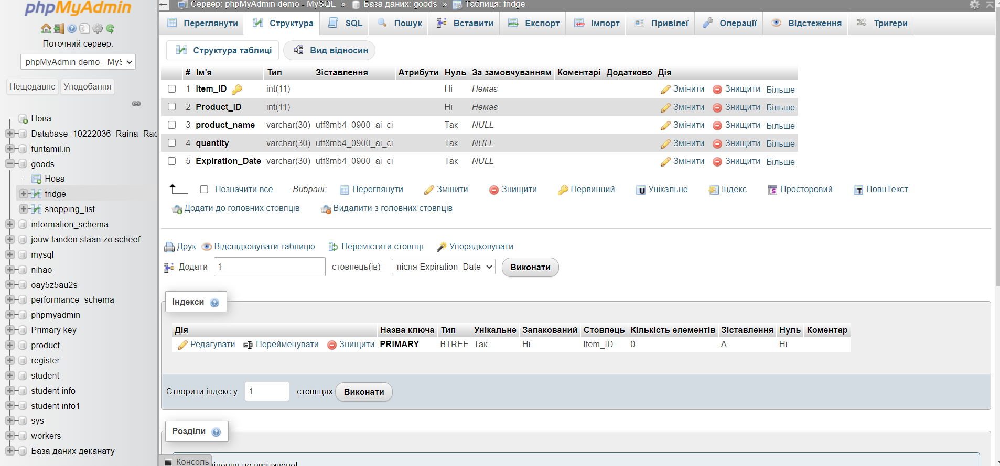 phpMyAdmin
Поточний сервер:
phpMyAdmin demo - MyS
Нещодавнє Уподобання
Нова
Database_10222036_Raina_Rac
funtamil.in
goods
Нова
fridge
shopping_list
information_schema
jouw tanden staan zo scheef
mysql
nihao
oay5z5au2s
performance_schema
phpmyadmin
Primary key
product
register
student
student info
student info1
sys
workers
База даних деканату
Сервер: phpMyAdmin demo - MySQL » База даних: goods » Таблиця: fridge
Переглянути Структура SQL Пошук Вставити Експорт Імпорт Привілеї Операції Відстеження Тригери
Структура таблиці Вид відносин
# Ім'я Тип Зіставлення Атрибути Нуль За замовчуванням Коментарі Додатково Дія
1 Item_ID int(11) Ні Немає Змінити Знищити Більше
2 Product_ID int(11) Ні Немає Змінити Знищити Більше
3 product_name varchar(30) utf8mb4_0900_ai_ci Так NULL Змінити Знищити Більше
4 quantity varchar(30) utf8mb4_0900_ai_ci Так NULL Змінити Знищити Більше
5 Expiration_Date varchar(30) utf8mb4_0900_ai_ci Так NULL Змінити Знищити Більше
Позначити все Вибрані: Переглянути Змінити Знищити Первинний Унікальне Індекс Просторовий ПовнТекст
Додати до головних стовпців Видалити з головних стовпців
Друк Відслідковувати таблицю Перемістити стовпці Упорядковувати
Додати 1 стовпець(ів) після Expiration_Date Виконати
Індекси
Дія Назва ключа Тип Унікальне Запакований Стовпець Кількість елементів Зіставлення Нуль Коментар
Редагувати Перейменувати Знищити PRIMARY BTREE Так Ні Item_ID 0 A Ні
Створити індекс у 1 стовпцях Виконати
Розділи
Консоль